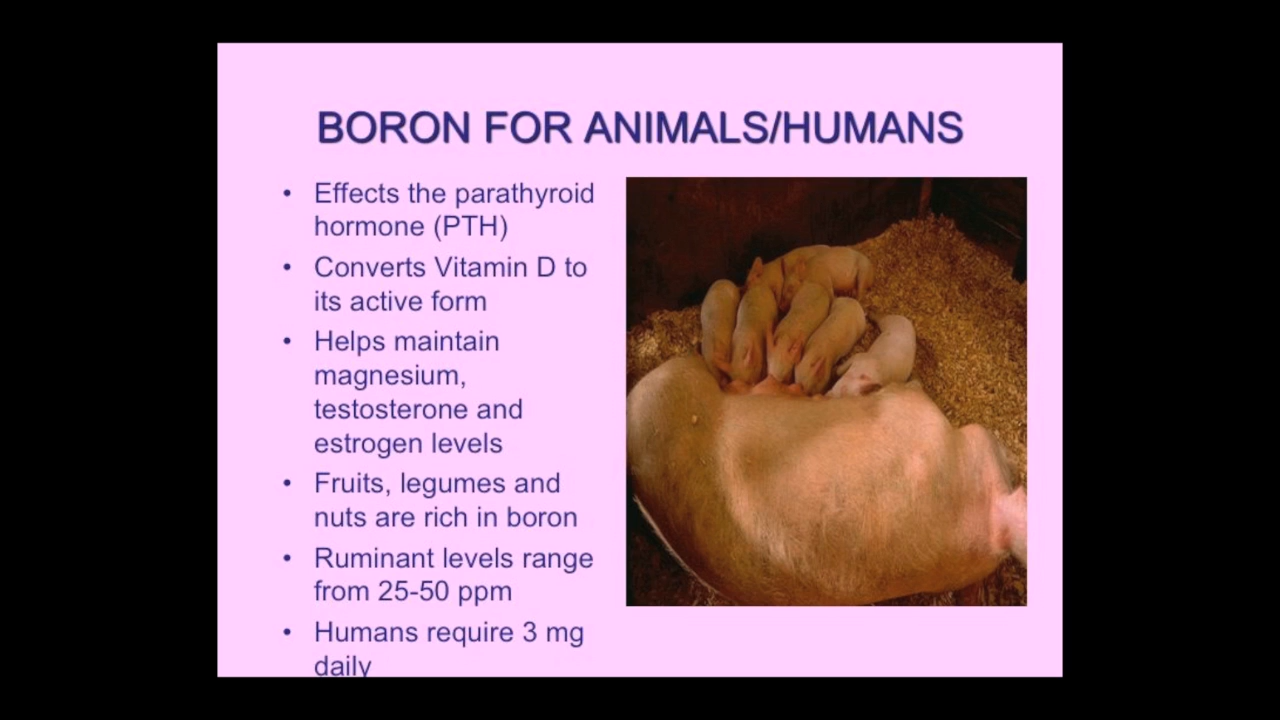 BORON FOR ANIMALS/HUMANS
• Effects the parathyroid
hormone (PTH)
• Converts Vitamin D to
its active form
• Helps maintain
magnesium,
testosterone and
estrogen levels
• Fruits, legumes and
nuts are rich in boron
• Ruminant levels range
from 25-50 ppm
• Humans require 3 mg
daily